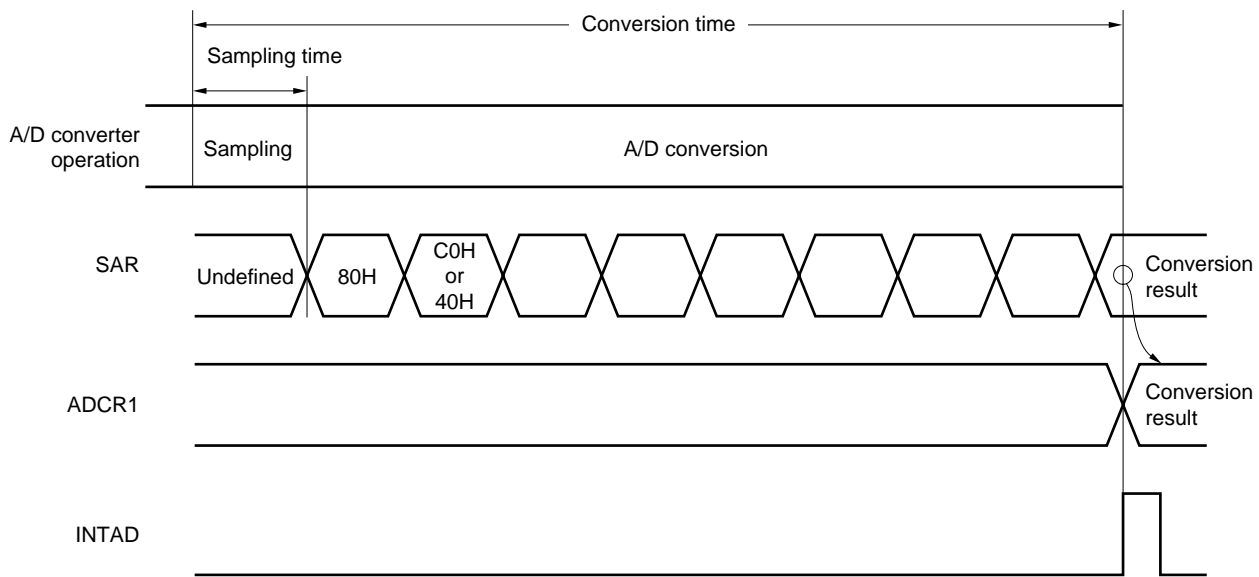 Conversion time
Sampling time
A/D converter
operation
Sampling
A/D conversion
SAR
Undefined
80H
C0H
or
40H
Conversion
result
ADCR1
Conversion
result
INTAD